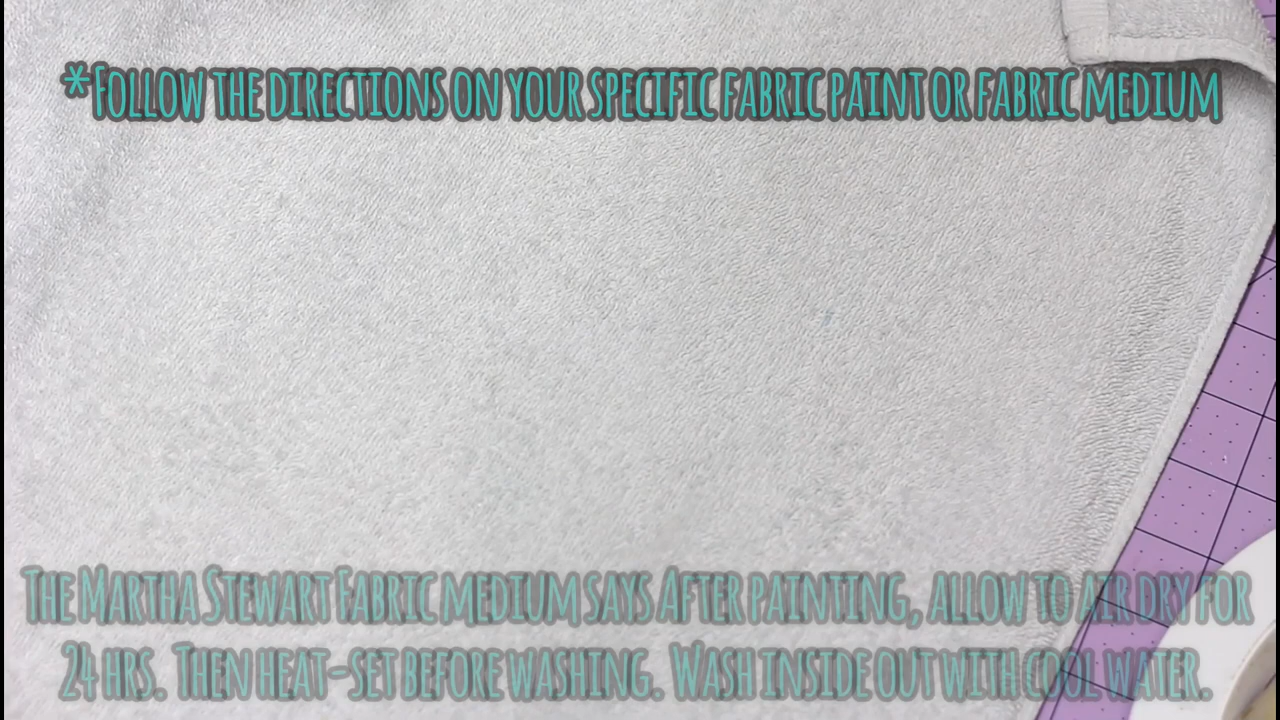 *Follow the directions on your specific fabric paint or fabric medium
The Martha Stewart Fabric medium says After painting, allow to air dry for
24 hrs. Then heat-set before washing. Wash inside out with cool water.